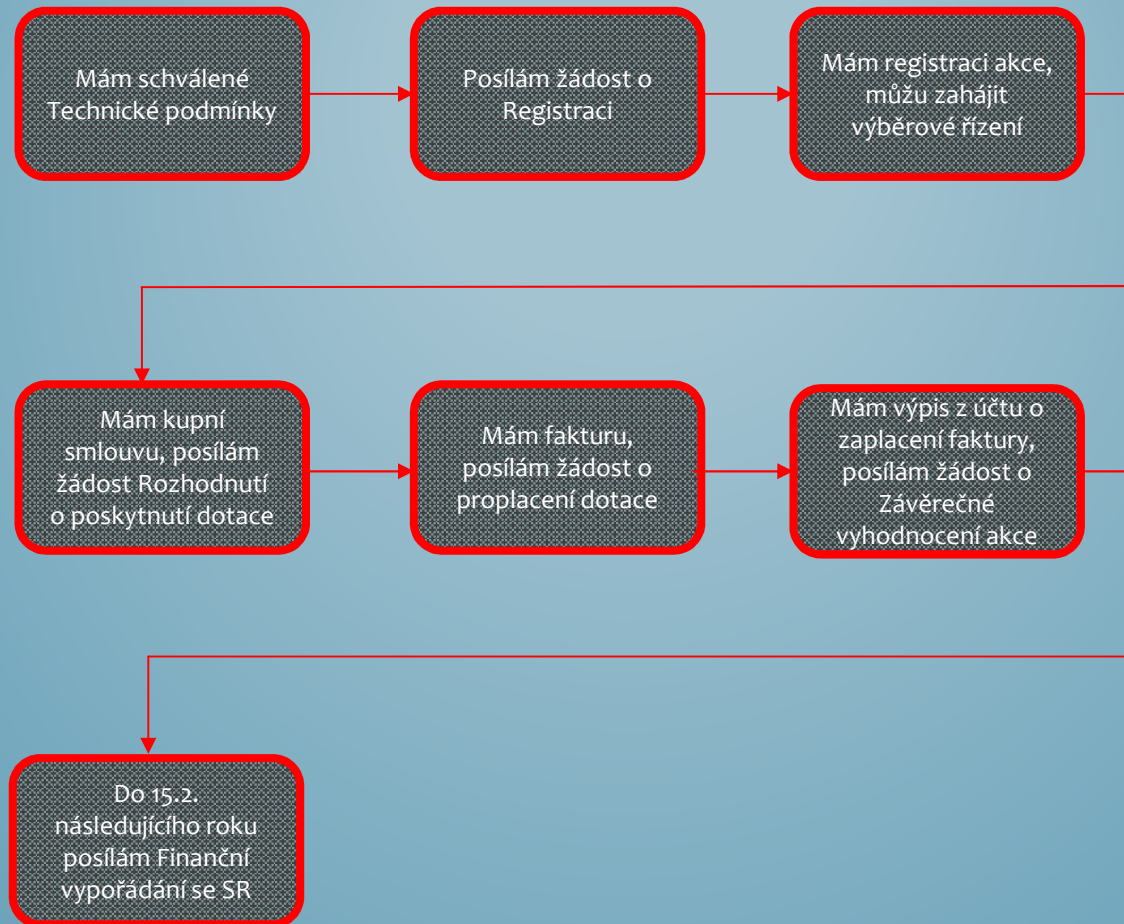 Mám schválené
Technické podmínky
Posílám žádost o
Registraci
Mám registraci akce,
můžu zahájit
výběrové řízení
Mám kupní
smlouvu, posílám
žádost Rozhodnutí
o poskytnutí dotace
Mám fakturu,
posílám žádost o
proplacení dotace
Mám výpis z účtu o
zaplacení faktury,
posílám žádost o
Závěrečné
vyhodnocení akce
Do 15.2.
následujícího roku
posílám Finanční
vypořádání se SR